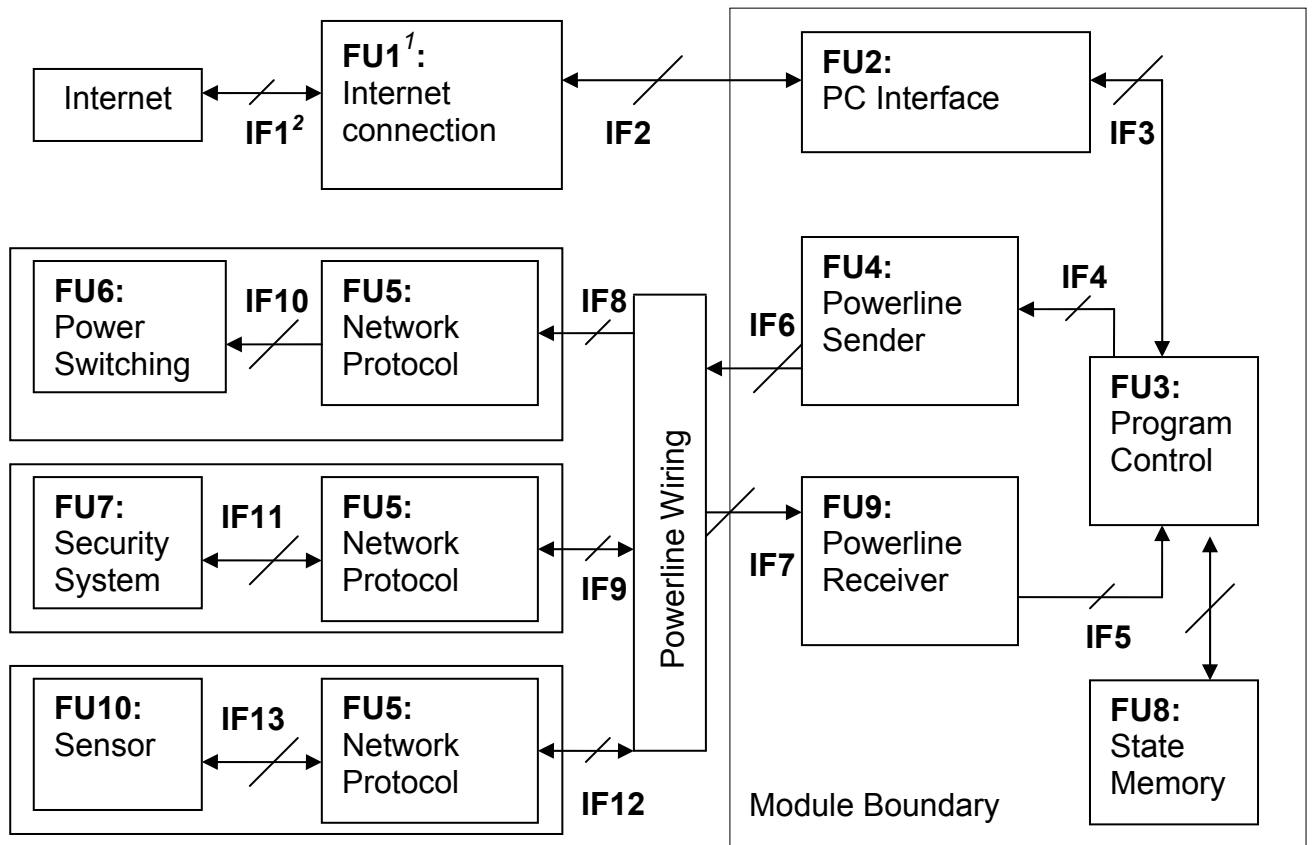 Internet
IF1²
FU1¹:
Internet
connection
IF2
FU2:
PC Interface
IF3
FU6:
Power
Switching
IF10
FU5:
Network
Protocol
IF8
IF6
FU4:
Powerline
Sender
IF4
FU3:
Program
Control
Powerline Wiring
FU7:
Security
System
IF11
FU5:
Network
Protocol
IF9
IF7
FU9:
Powerline
Receiver
IF5
FU10:
Sensor
IF13
FU5:
Network
Protocol
IF12
FU8:
State
Memory
Module Boundary